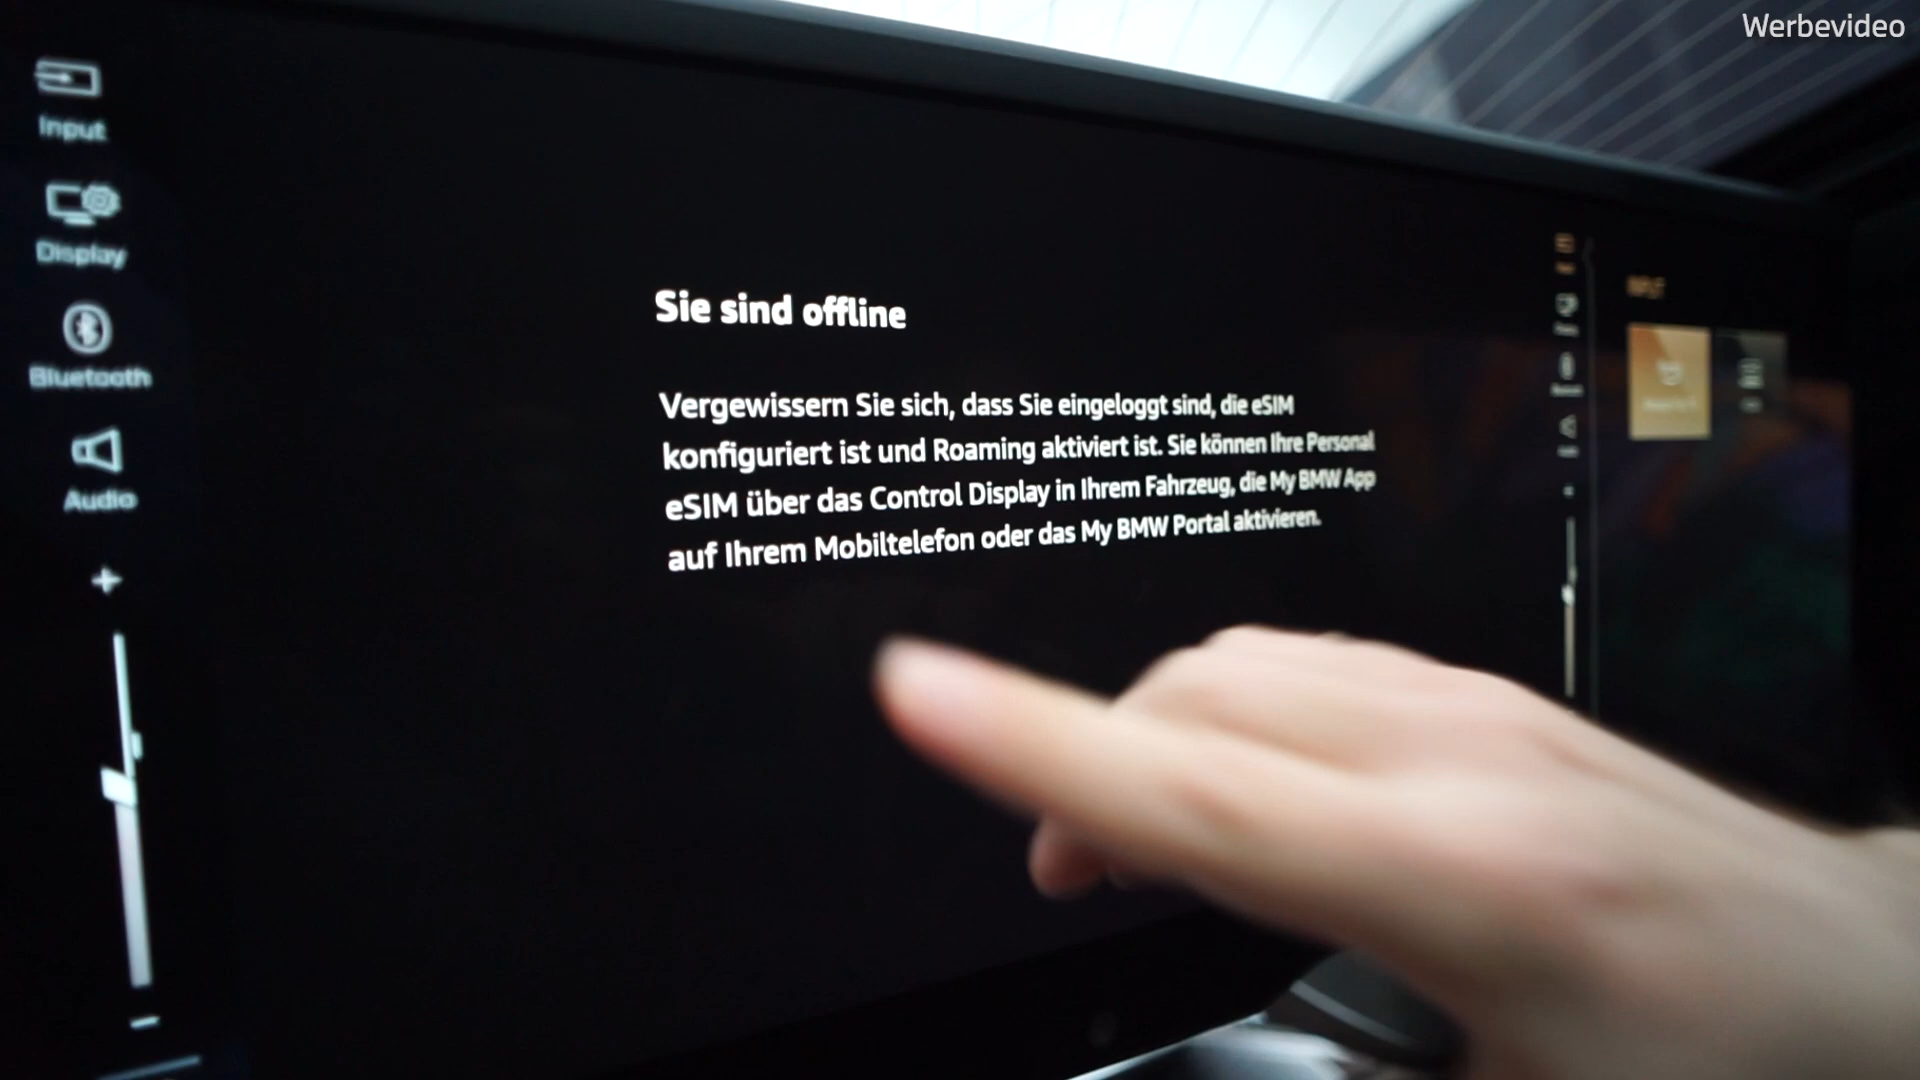 Werbevideo
Input
Display
Bluetooth
Audio
Sie sind offline
Vergewissern Sie sich, dass Sie eingeloggt sind, die eSIM
konfiguriert ist und Roaming aktiviert ist. Sie können Ihre Personal
eSIM über das Control Display in Ihrem Fahrzeug, die My BMW App
auf Ihrem Mobiltelefon oder das My BMW Portal aktivieren.
INPUT